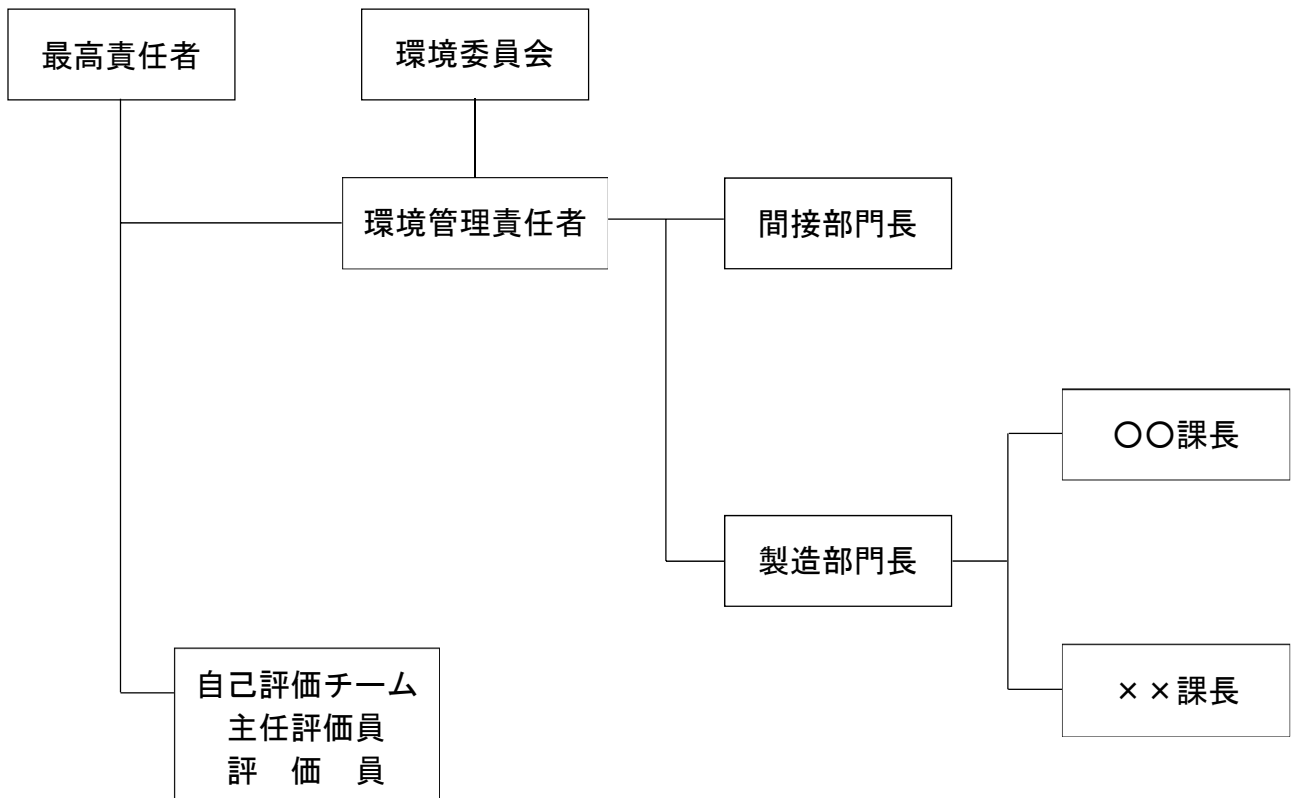 最高責任者
環境委員会
環境管理責任者
間接部門長
〇〇課長
製造部門長
××課長
自己評価チーム
主任評価員
評　価　員